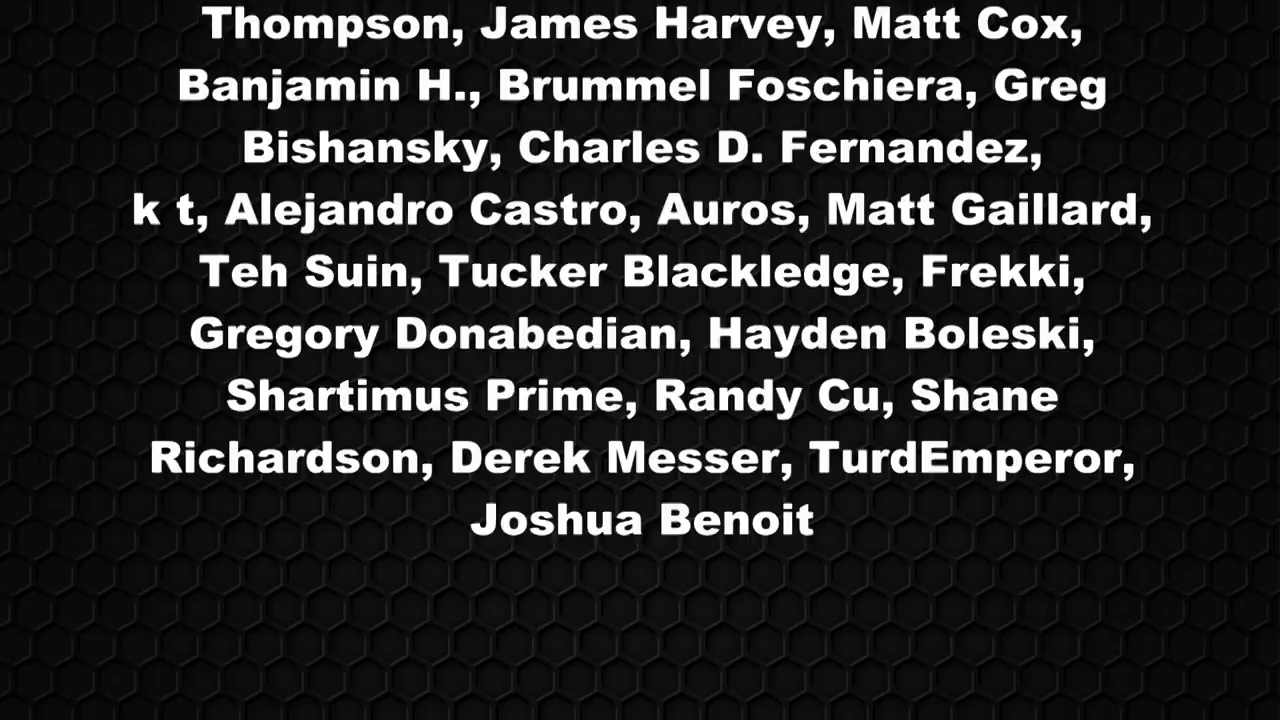 Thompson, James Harvey, Matt Cox,
Banjamin H., Brummel Foschiera, Greg
Bishansky, Charles D. Fernandez,
k t, Alejandro Castro, Auros, Matt Gaillard,
Teh Suin, Tucker Blackledge, Frekki,
Gregory Donabedian, Hayden Boleski,
Shartimus Prime, Randy Cu, Shane
Richardson, Derek Messer, TurdEmperor,
Joshua Benoit